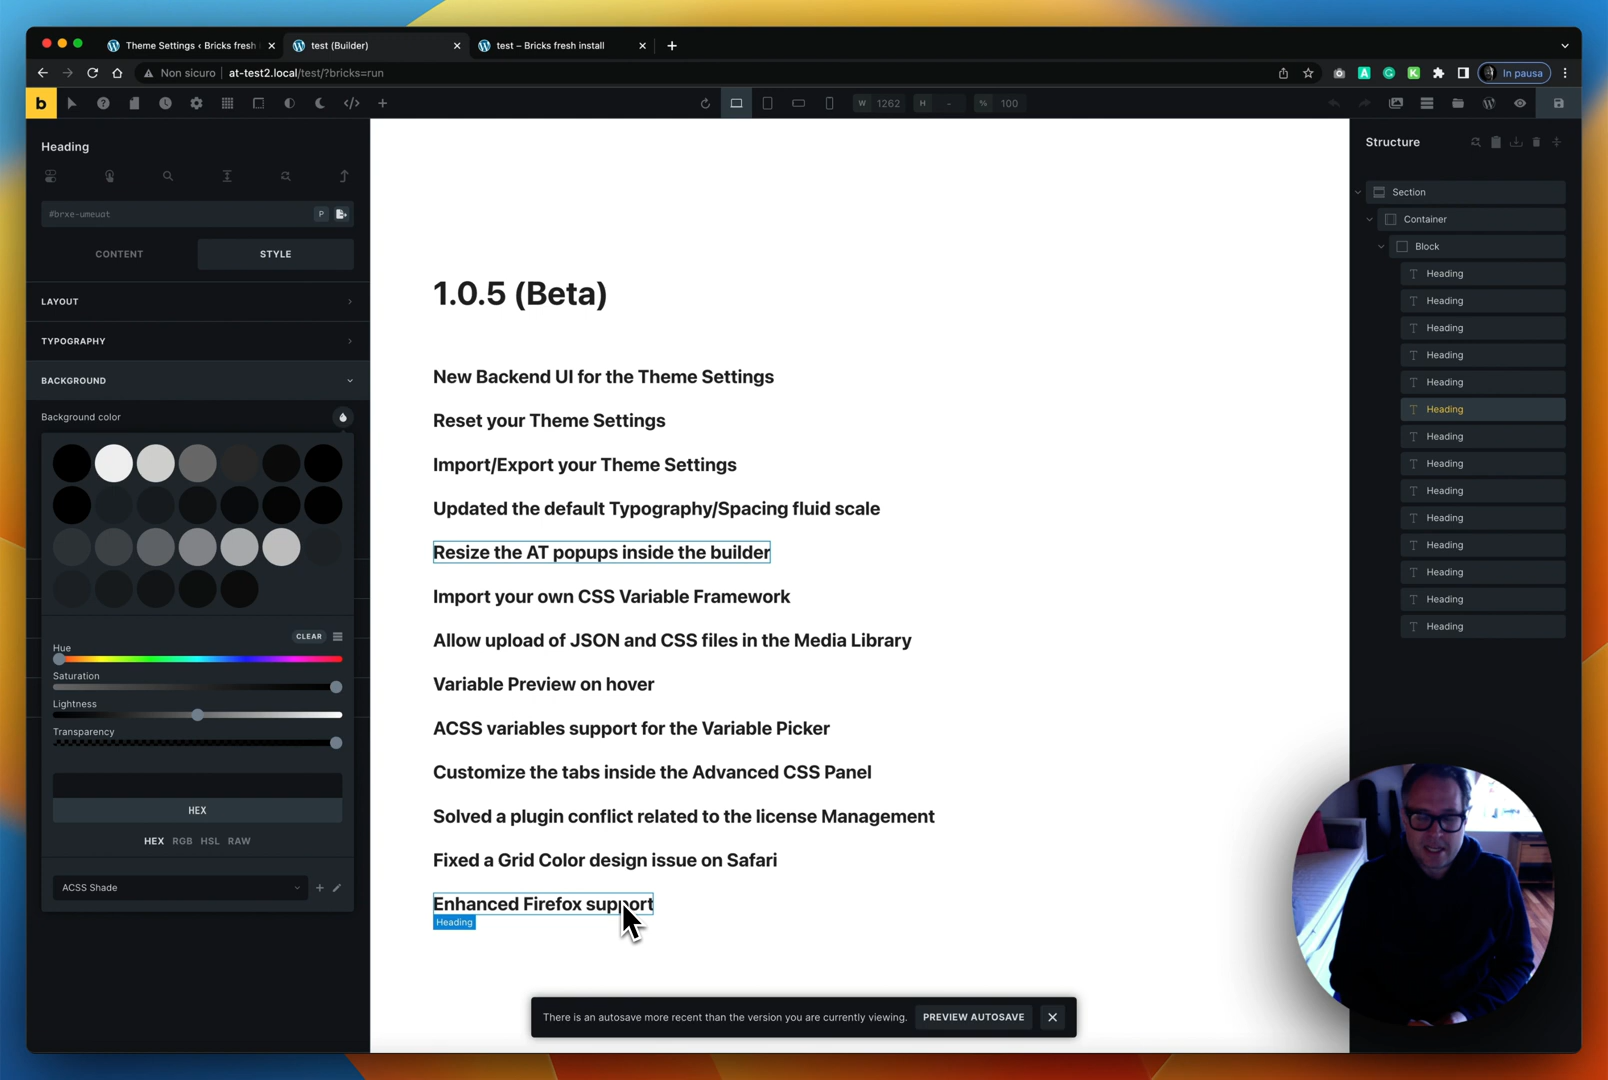 Theme Settings ‹ Bricks fresh
test (Builder)
test – Bricks fresh install
Non sicuro
at-test2.local/test/?bricks=run
In pausa
b
W 1262
H -
% 100
Heading
#brxe-umeuat
P
CONTENT
STYLE
LAYOUT
TYPOGRAPHY
BACKGROUND
Background color
CLEAR
Hue
Saturation
Lightness
Transparency
HEX
HEX RGB HSL RAW
ACSS Shade
1.0.5 (Beta)
New Backend UI for the Theme Settings
Reset your Theme Settings
Import/Export your Theme Settings
Updated the default Typography/Spacing fluid scale
Resize the AT popups inside the builder
Import your own CSS Variable Framework
Allow upload of JSON and CSS files in the Media Library
Variable Preview on hover
ACSS variables support for the Variable Picker
Customize the tabs inside the Advanced CSS Panel
Solved a plugin conflict related to the license Management
Fixed a Grid Color design issue on Safari
Enhanced Firefox support
Heading
There is an autosave more recent than the version you are currently viewing.
PREVIEW AUTOSAVE
Structure
Section
Container
Block
Heading
Heading
Heading
Heading
Heading
Heading
Heading
Heading
Heading
Heading
Heading
Heading
Heading
Heading